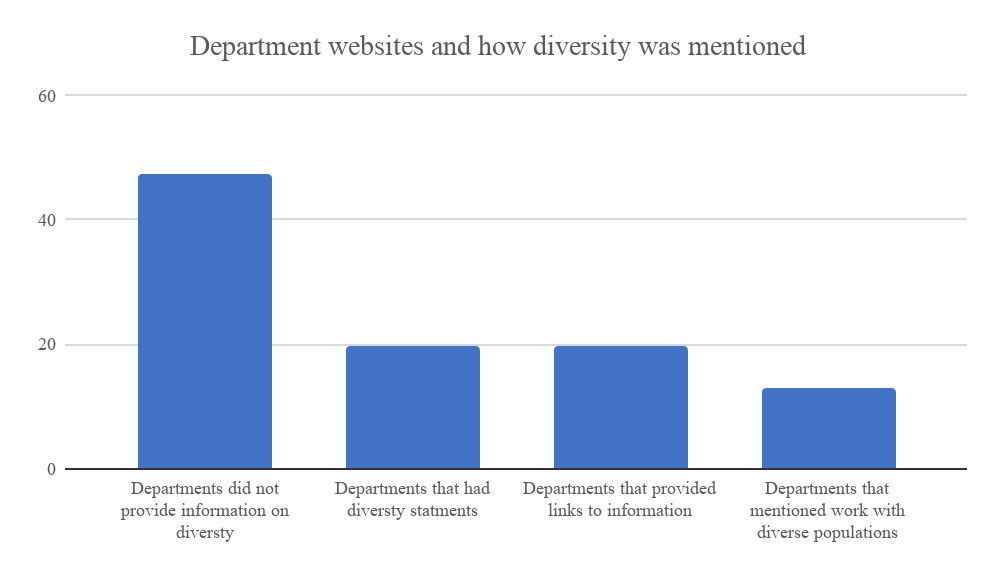 Department websites and how diversity was mentioned
60
40
20
0
Departments did not
provide information on
diversty
Departments that had
diversty statments
Departments that provided
links to information
Departments that
mentioned work with
diverse populations